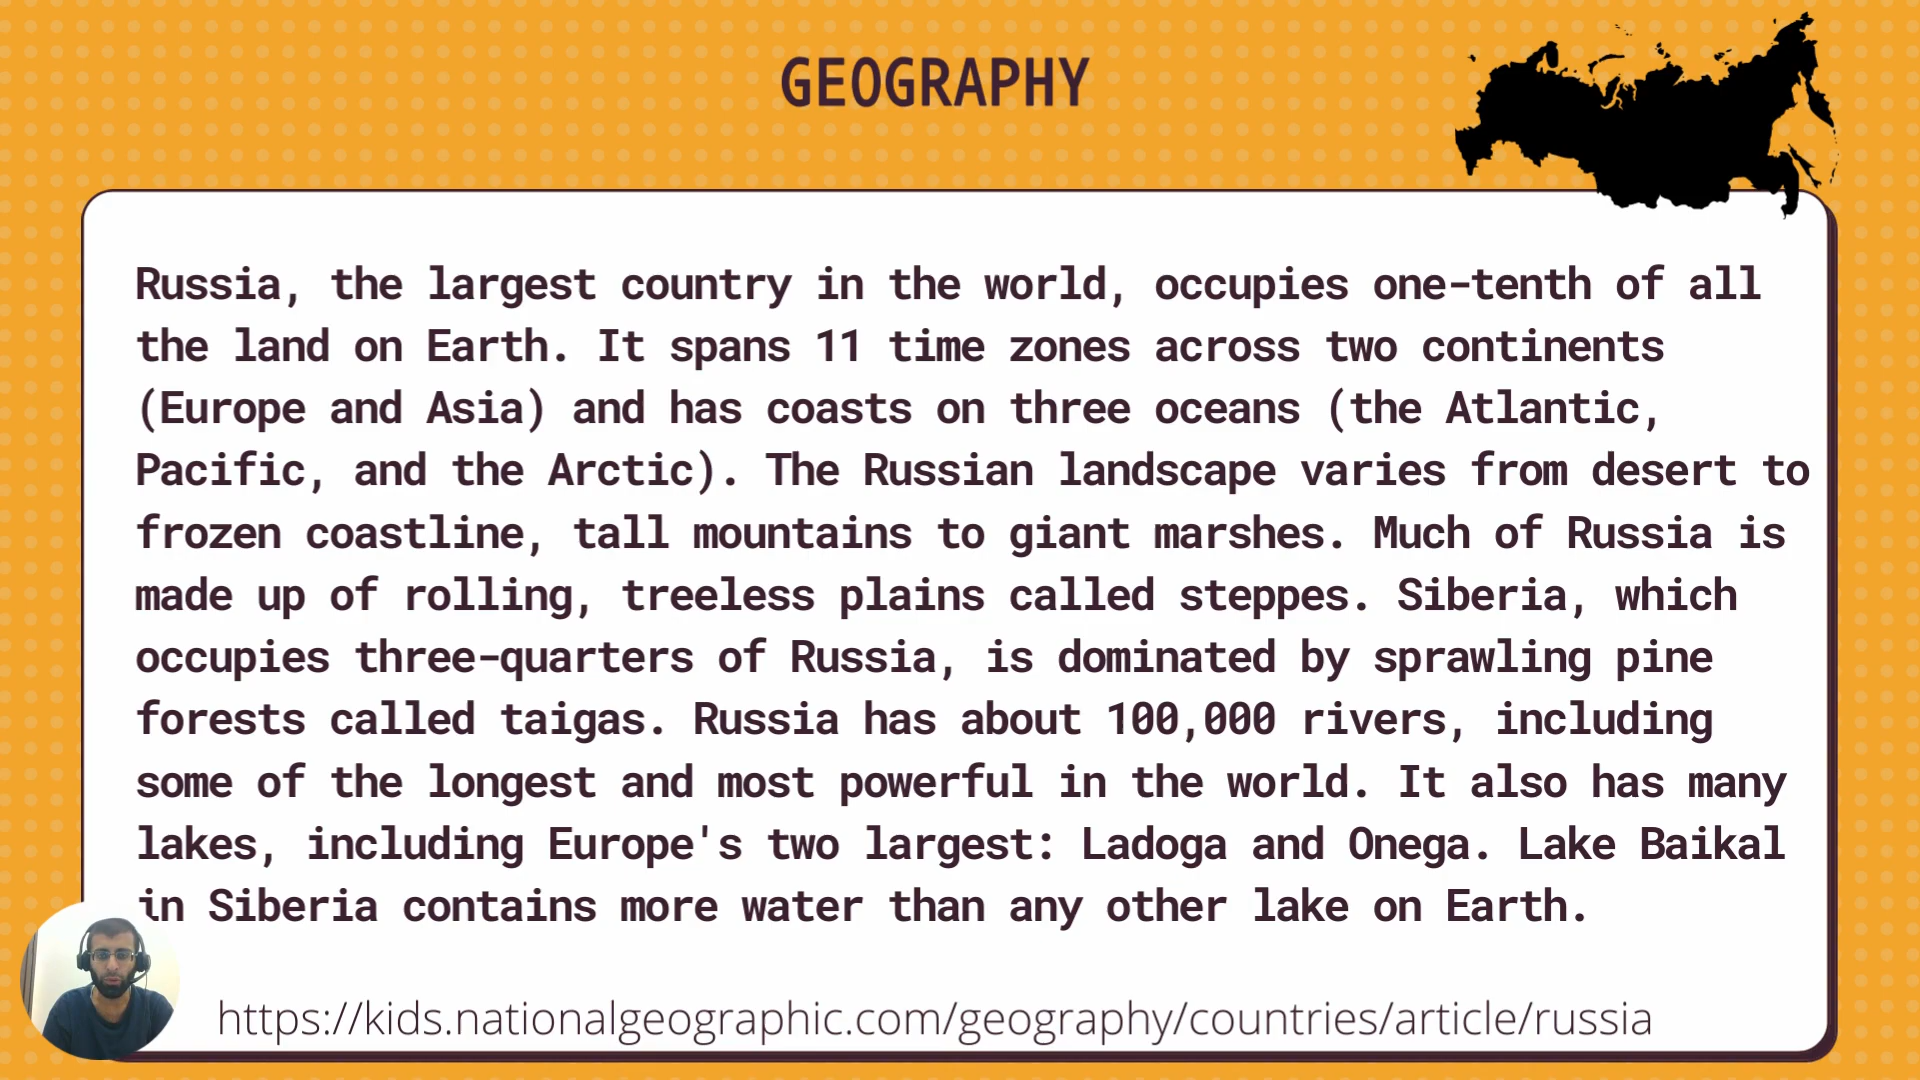 GEOGRAPHY
Russia, the largest country in the world, occupies one-tenth of all
the land on Earth. It spans 11 time zones across two continents
(Europe and Asia) and has coasts on three oceans (the Atlantic,
Pacific, and the Arctic). The Russian landscape varies from desert to
frozen coastline, tall mountains to giant marshes. Much of Russia is
made up of rolling, treeless plains called steppes. Siberia, which
occupies three-quarters of Russia, is dominated by sprawling pine
forests called taigas. Russia has about 100,000 rivers, including
some of the longest and most powerful in the world. It also has many
lakes, including Europe's two largest: Ladoga and Onega. Lake Baikal
in Siberia contains more water than any other lake on Earth.
https://kids.nationalgeographic.com/geography/countries/article/russia